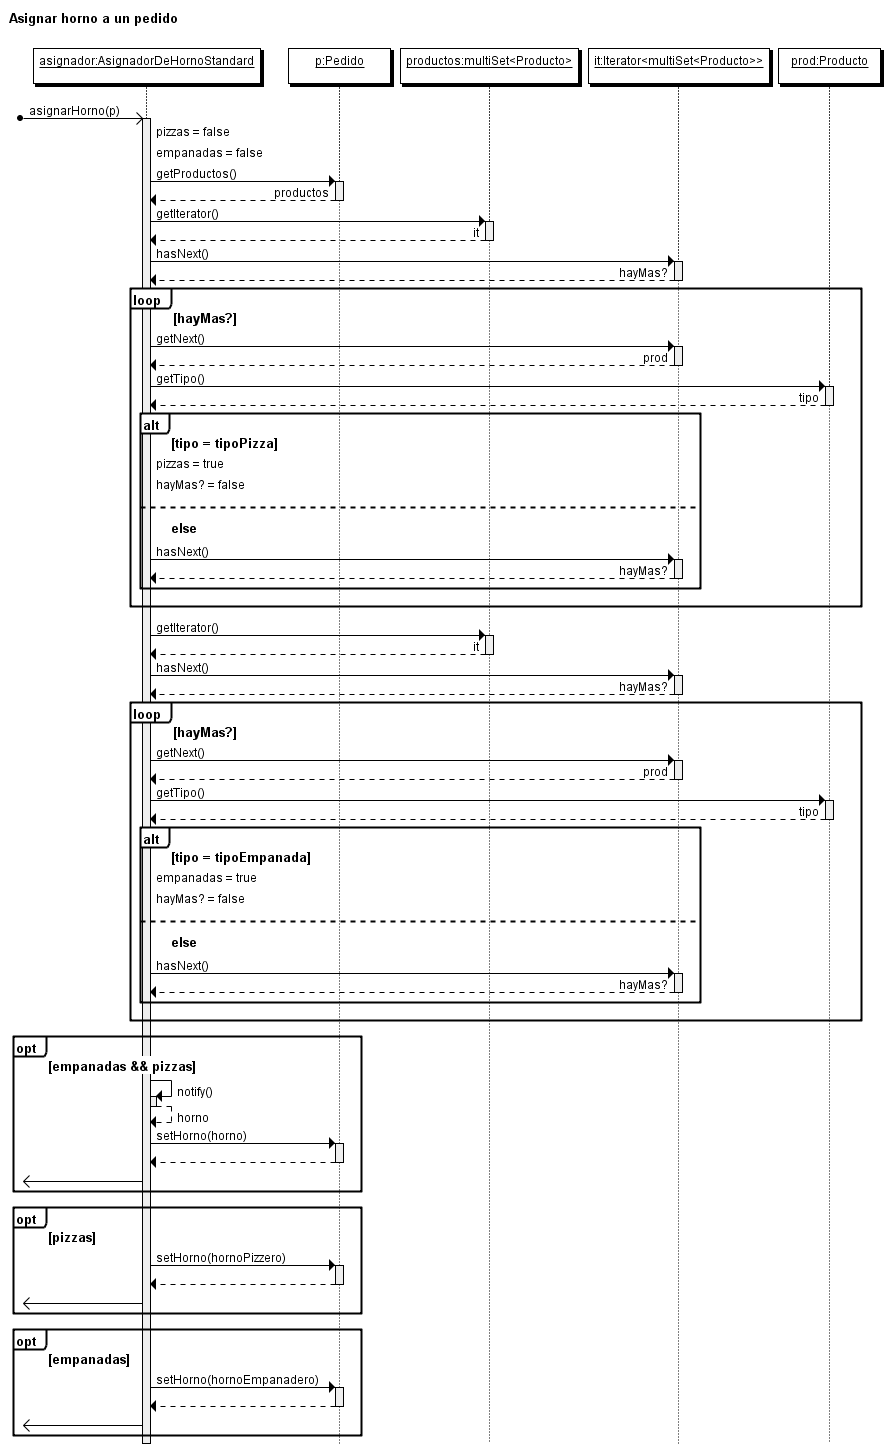 Asignar horno a un pedido
asignador:AsignadorDeHornoStandard
p:Pedido
productos:multiSet<Producto>
it:Iterator<multiSet<Producto>>
prod:Producto
asignarHorno(p)
pizzas = false
empanadas = false
getProductos()
productos
getIterator()
it
hasNext()
hayMas?
loop
[hayMas?]
getNext()
prod
getTipo()
tipo
alt
[tipo = tipoPizza]
pizzas = true
hayMas? = false
else
hasNext()
hayMas?
getIterator()
it
hasNext()
hayMas?
loop
[hayMas?]
getNext()
prod
getTipo()
tipo
alt
[tipo = tipoEmpanada]
empanadas = true
hayMas? = false
else
hasNext()
hayMas?
opt
[empanadas && pizzas]
notify()
horno
setHorno(horno)
opt
[pizzas]
setHorno(hornoPizzero)
opt
[empanadas]
setHorno(hornoEmpanadero)